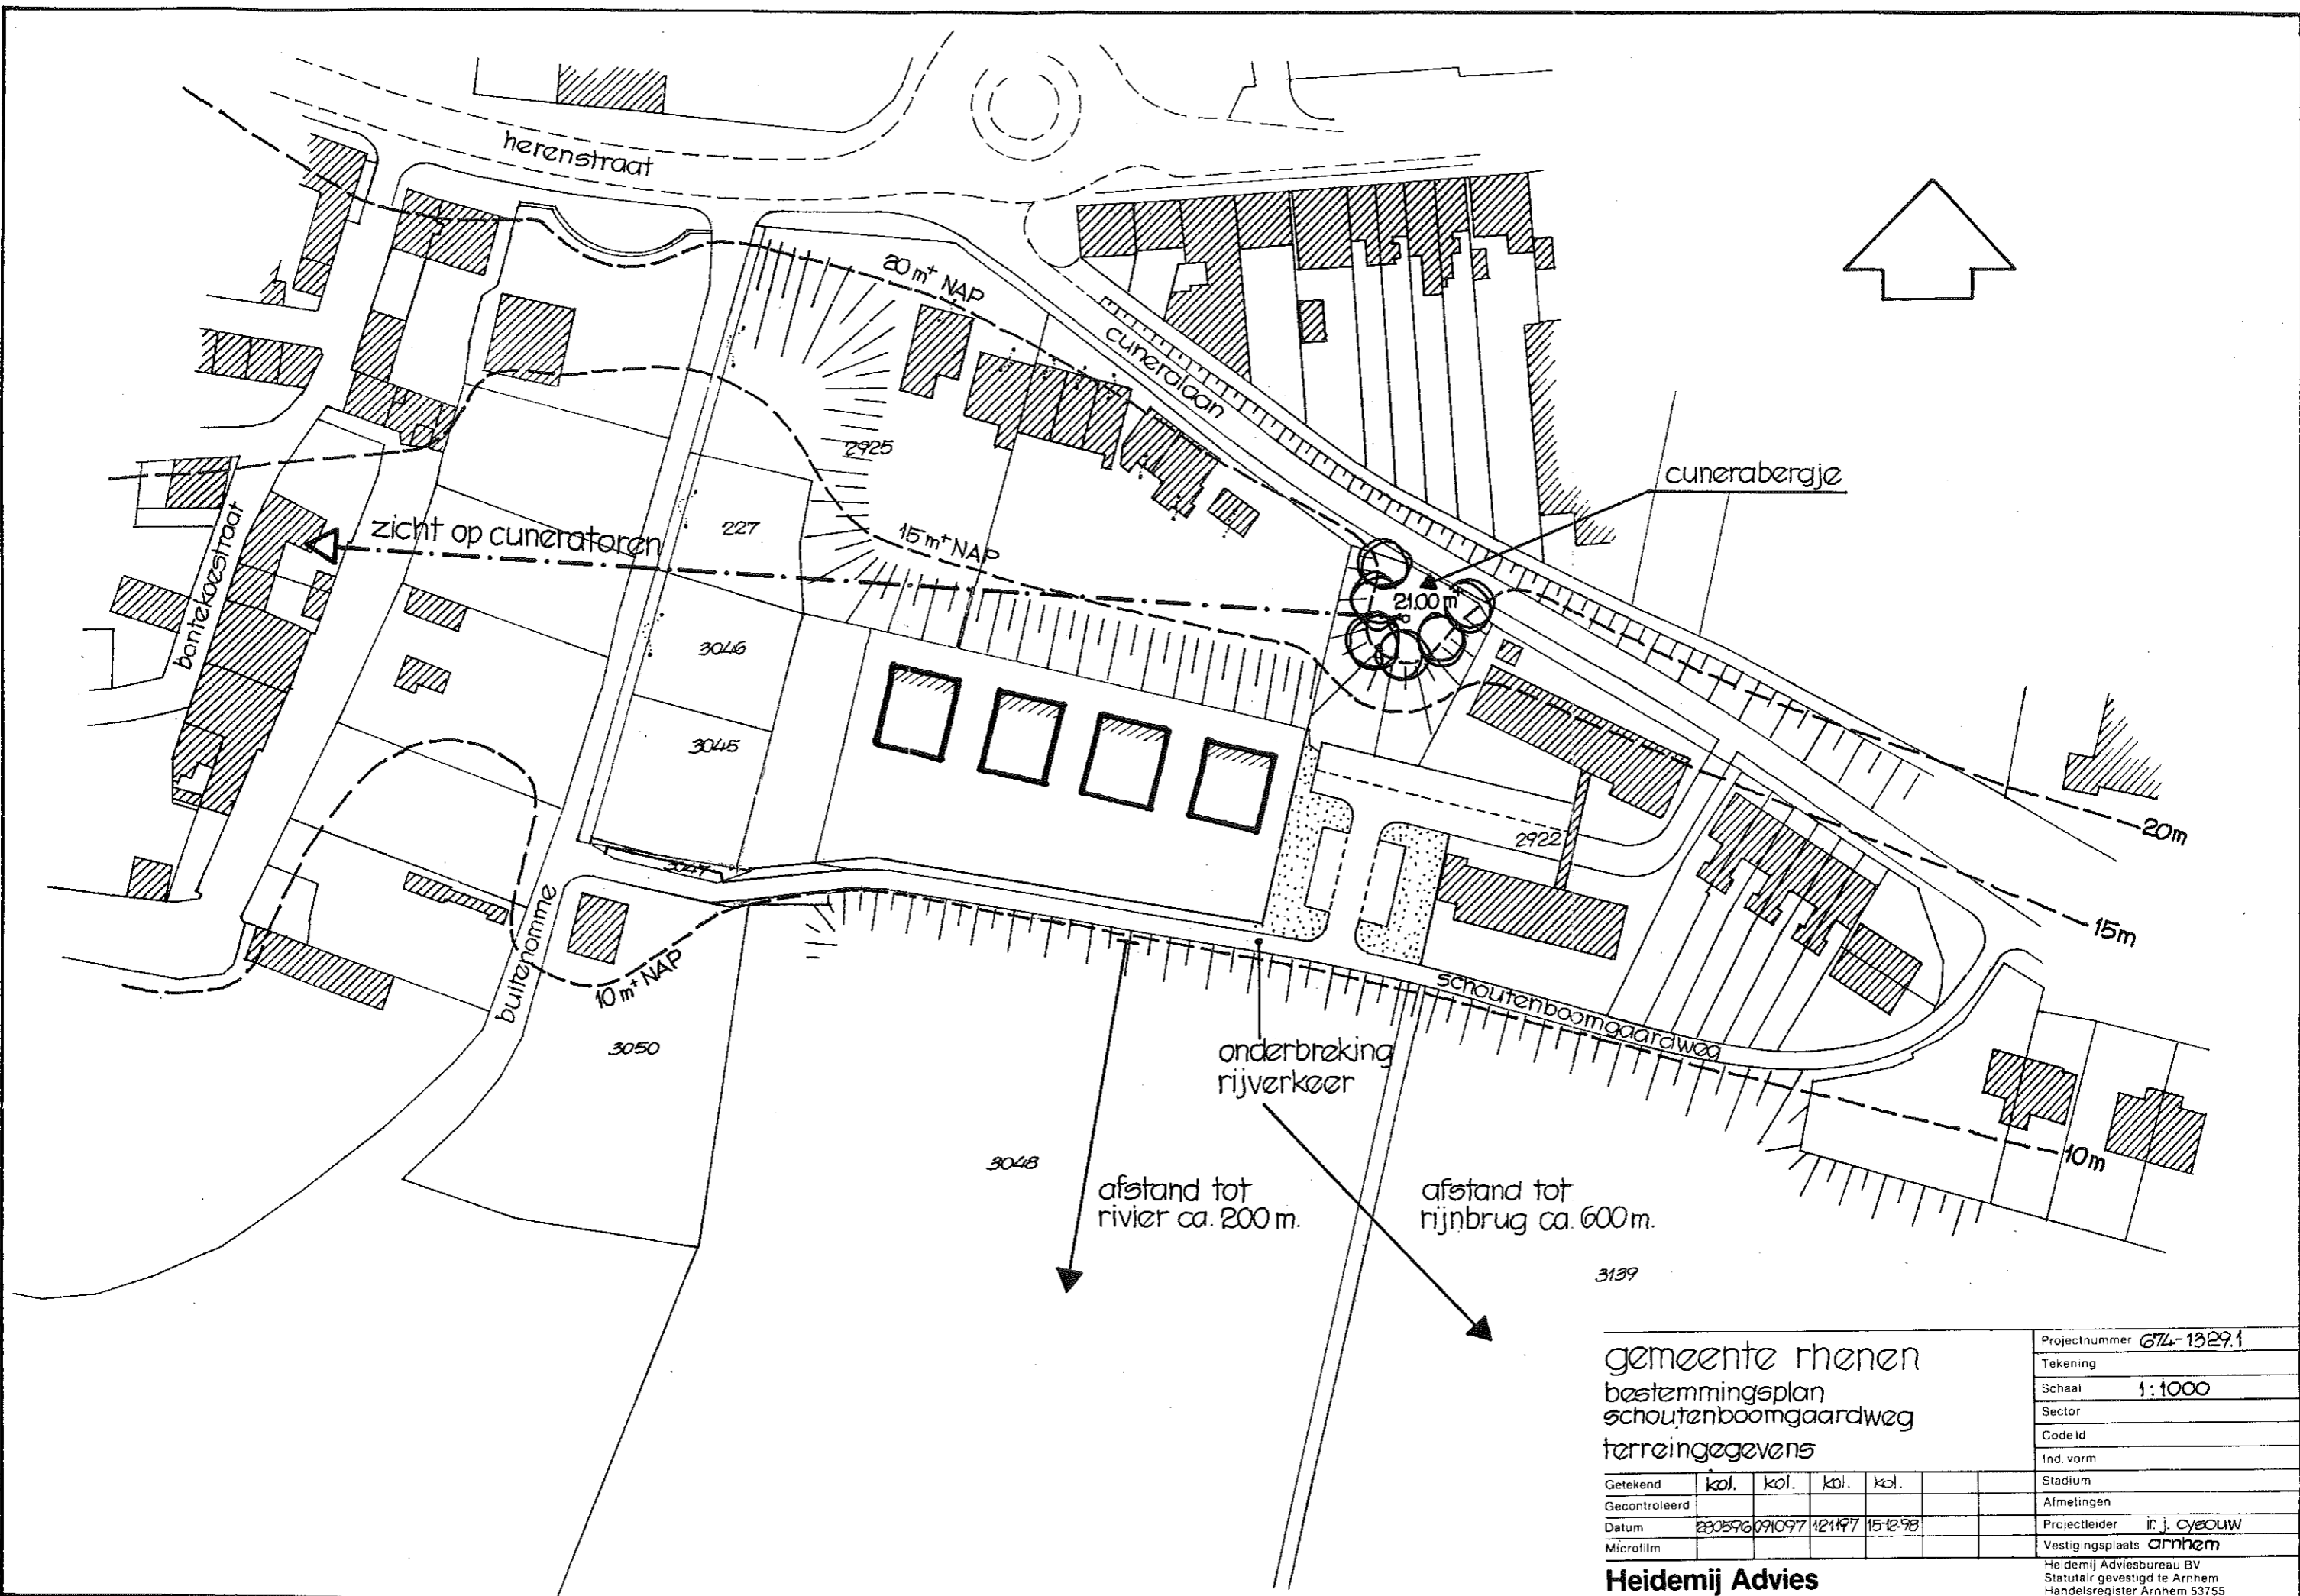 herenstraat
20 m+ NAP
cuneralaan
2925
cunerabergje
15 m+ NAP
227
zicht op cuneratoren
bantekoestraat
21.00 m+
3046
3045
20m
2922
3047
15m
buitenomme
10 m+ NAP
schoutenboomgaardweg
3050
onderbreking
rijverkeer
3048
10m
afstand tot
rivier ca. 200 m.
afstand tot
rijnbrug ca. 600 m.
3139
gemeente rhenen
bestemmingsplan
schoutenboomgaardweg
terreingegevens
Projectnummer 674-1329.1
Tekening
Schaal 1:1000
Sector
Code Id
Ind. vorm
Stadium
Afmetingen
Projectleider ir. j. cysouw
Vestigingsplaats arnhem
Getekend kol. kol. kol. kol.
Gecontroleerd
Datum 280596 091097 121197 15-12-98
Microfilm
Heidemij Advies
Heidemij Adviesbureau BV
Statutair gevestigd te Arnhem
Handelsregister Arnhem 53755